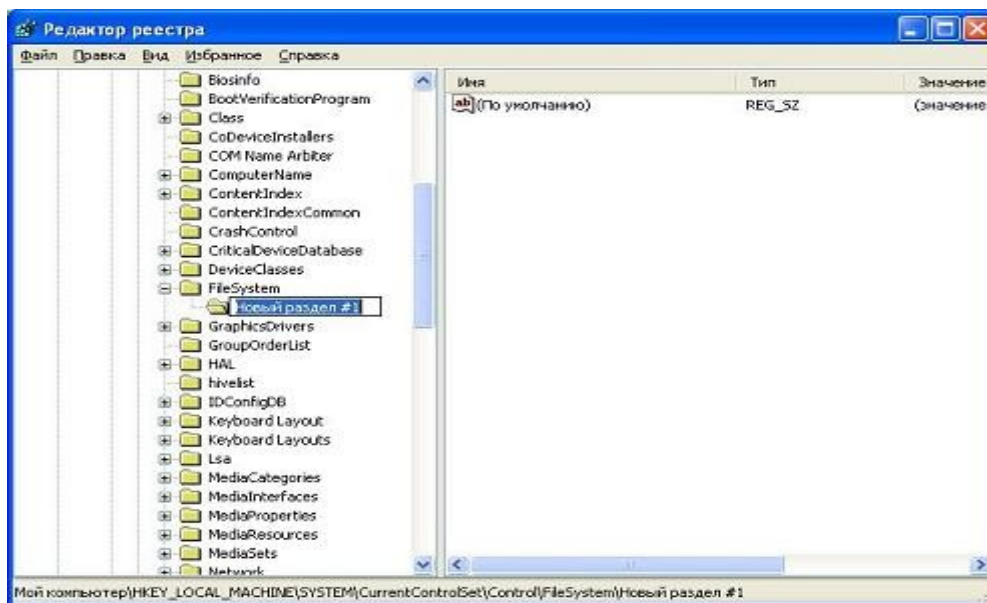 Редактор реестра
Файл Правка Вид Избранное Справка
Biosinfo
BootVerificationProgram
Class
CoDeviceInstallers
COM Name Arbiter
ComputerName
ContentIndex
ContentIndexCommon
CrashControl
CriticalDeviceDatabase
DeviceClasses
FileSystem
Новый раздел #1
GraphicsDrivers
GroupOrderList
HAL
hivelist
IDConfigDB
Keyboard Layout
Keyboard Layouts
Lsa
MediaCategories
MediaInterfaces
MediaProperties
MediaResources
MediaSets
Network
Имя Тип Значение
ab (По умолчанию) REG_SZ (значение
Мой компьютер\HKEY_LOCAL_MACHINE\SYSTEM\CurrentControlSet\Control\FileSystem\Новый раздел #1